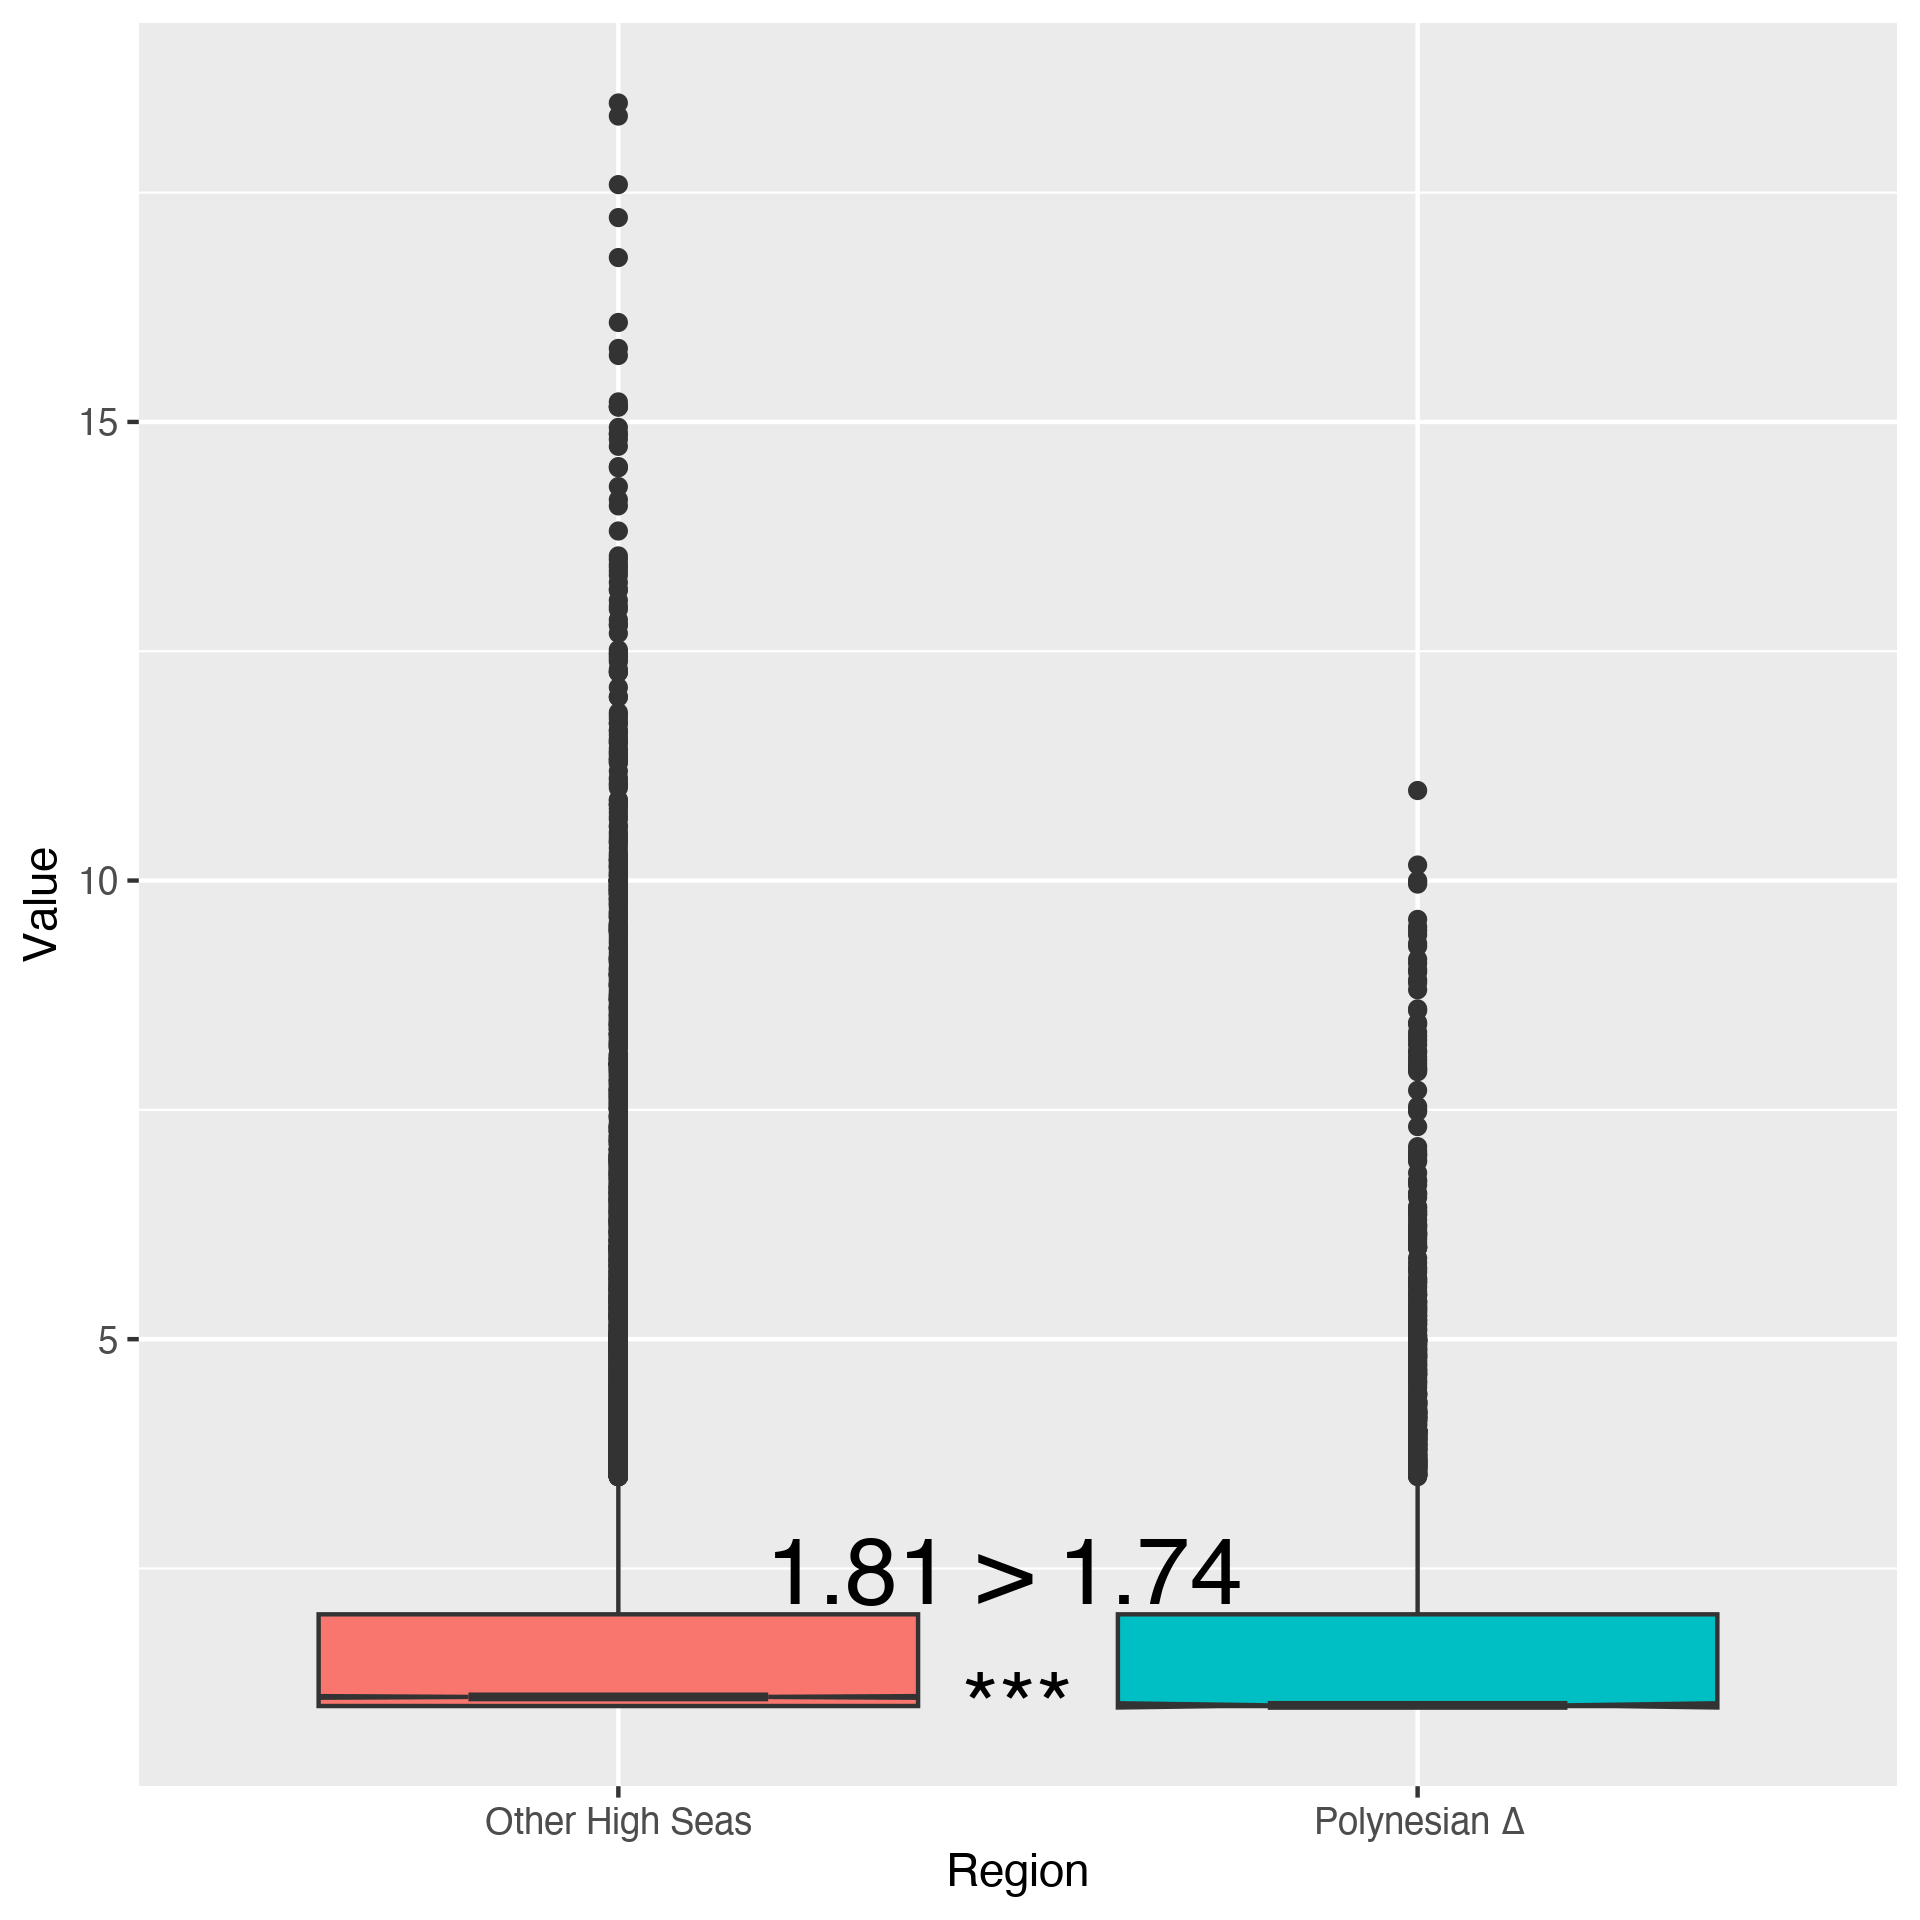 Value
15
10
5
1.81 > 1.74
***
Other High Seas
Polynesian Δ
Region